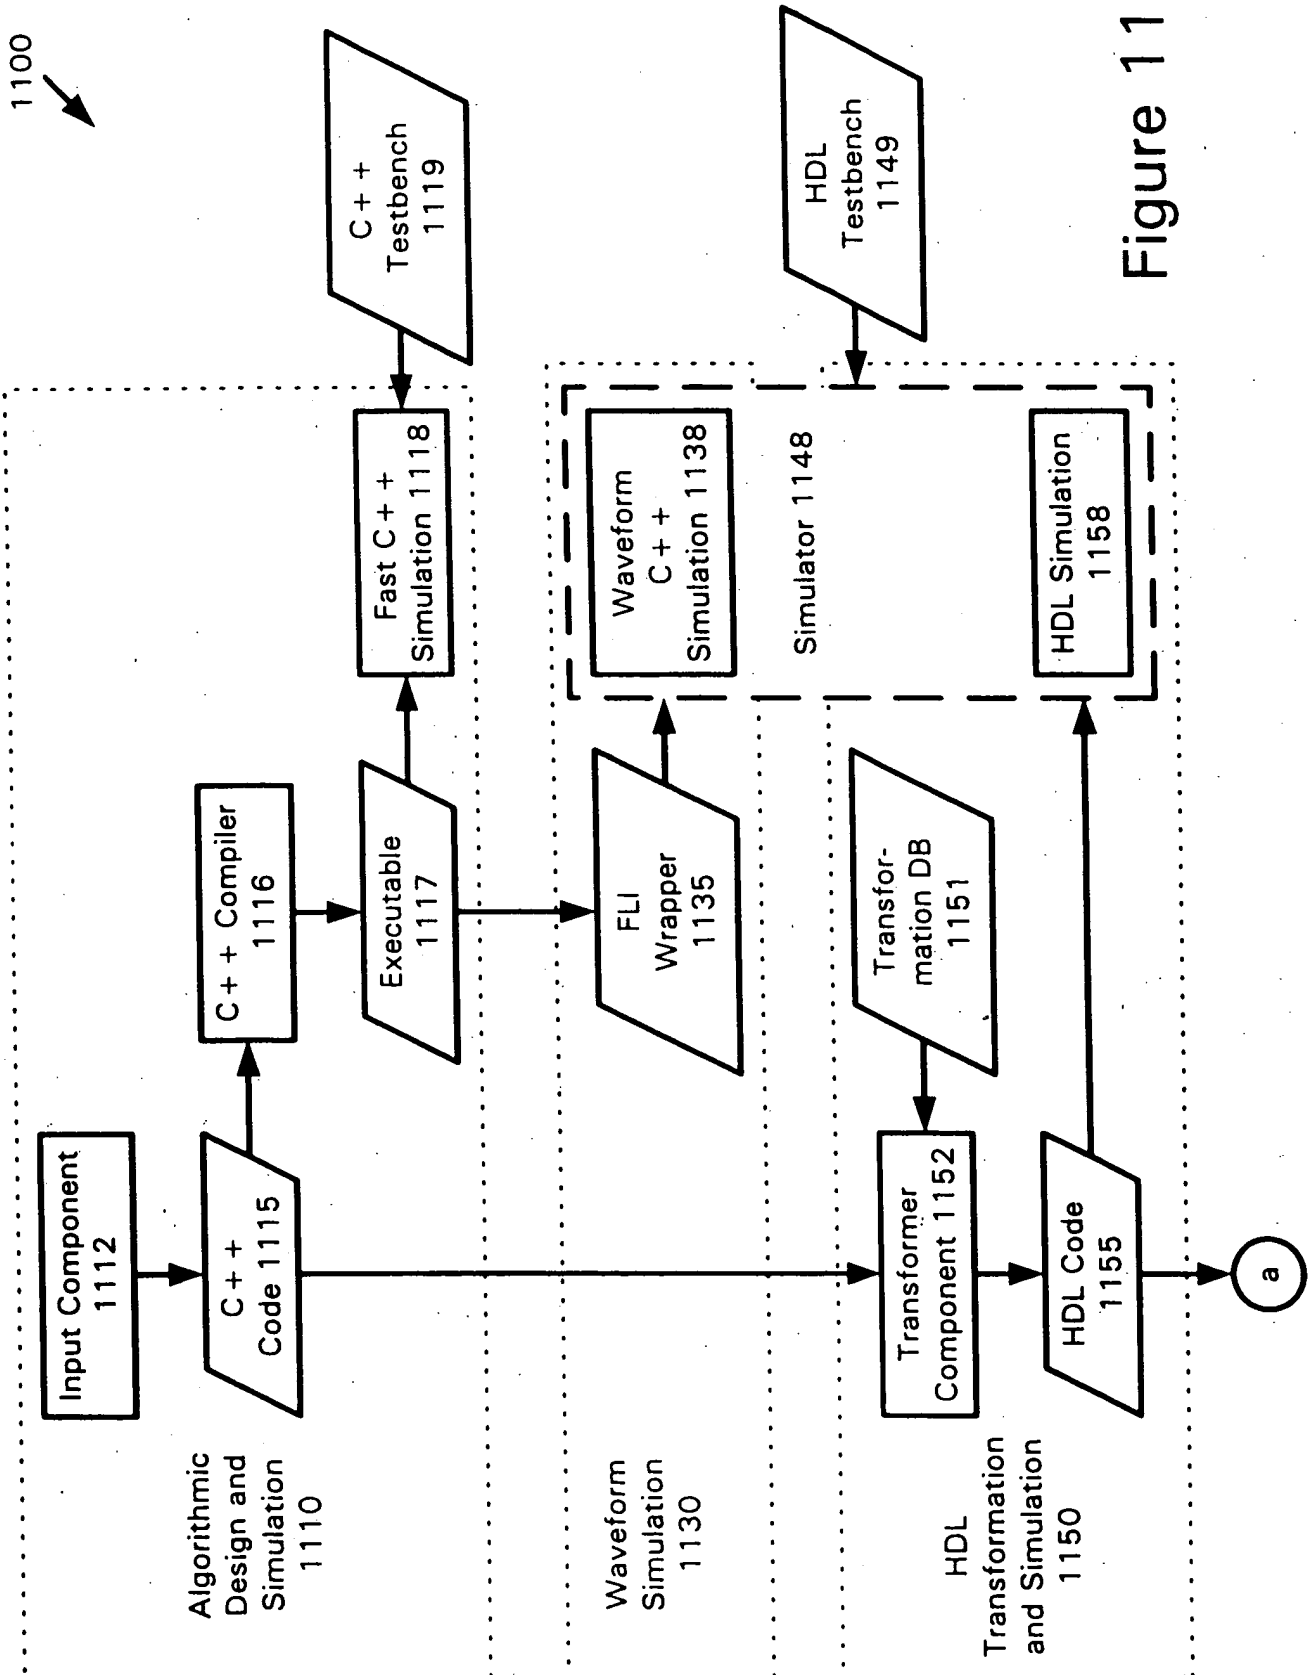 1100
Algorithmic
Design and
Simulation
1110
Input Component
1112
C++
Code 1115
C++ Compiler
1116
Executable
1117
Fast C++
Simulation 1118
C++
Testbench
1119
Waveform
Simulation
1130
FLI
Wrapper
1135
Waveform
C++
Simulation 1138
Simulator 1148
HDL
Testbench
1149
HDL
Transformation
and Simulation
1150
Transformer
Component 1152
Transfor-
mation DB
1151
HDL Code
1155
HDL Simulation
1158
a
Figure 11